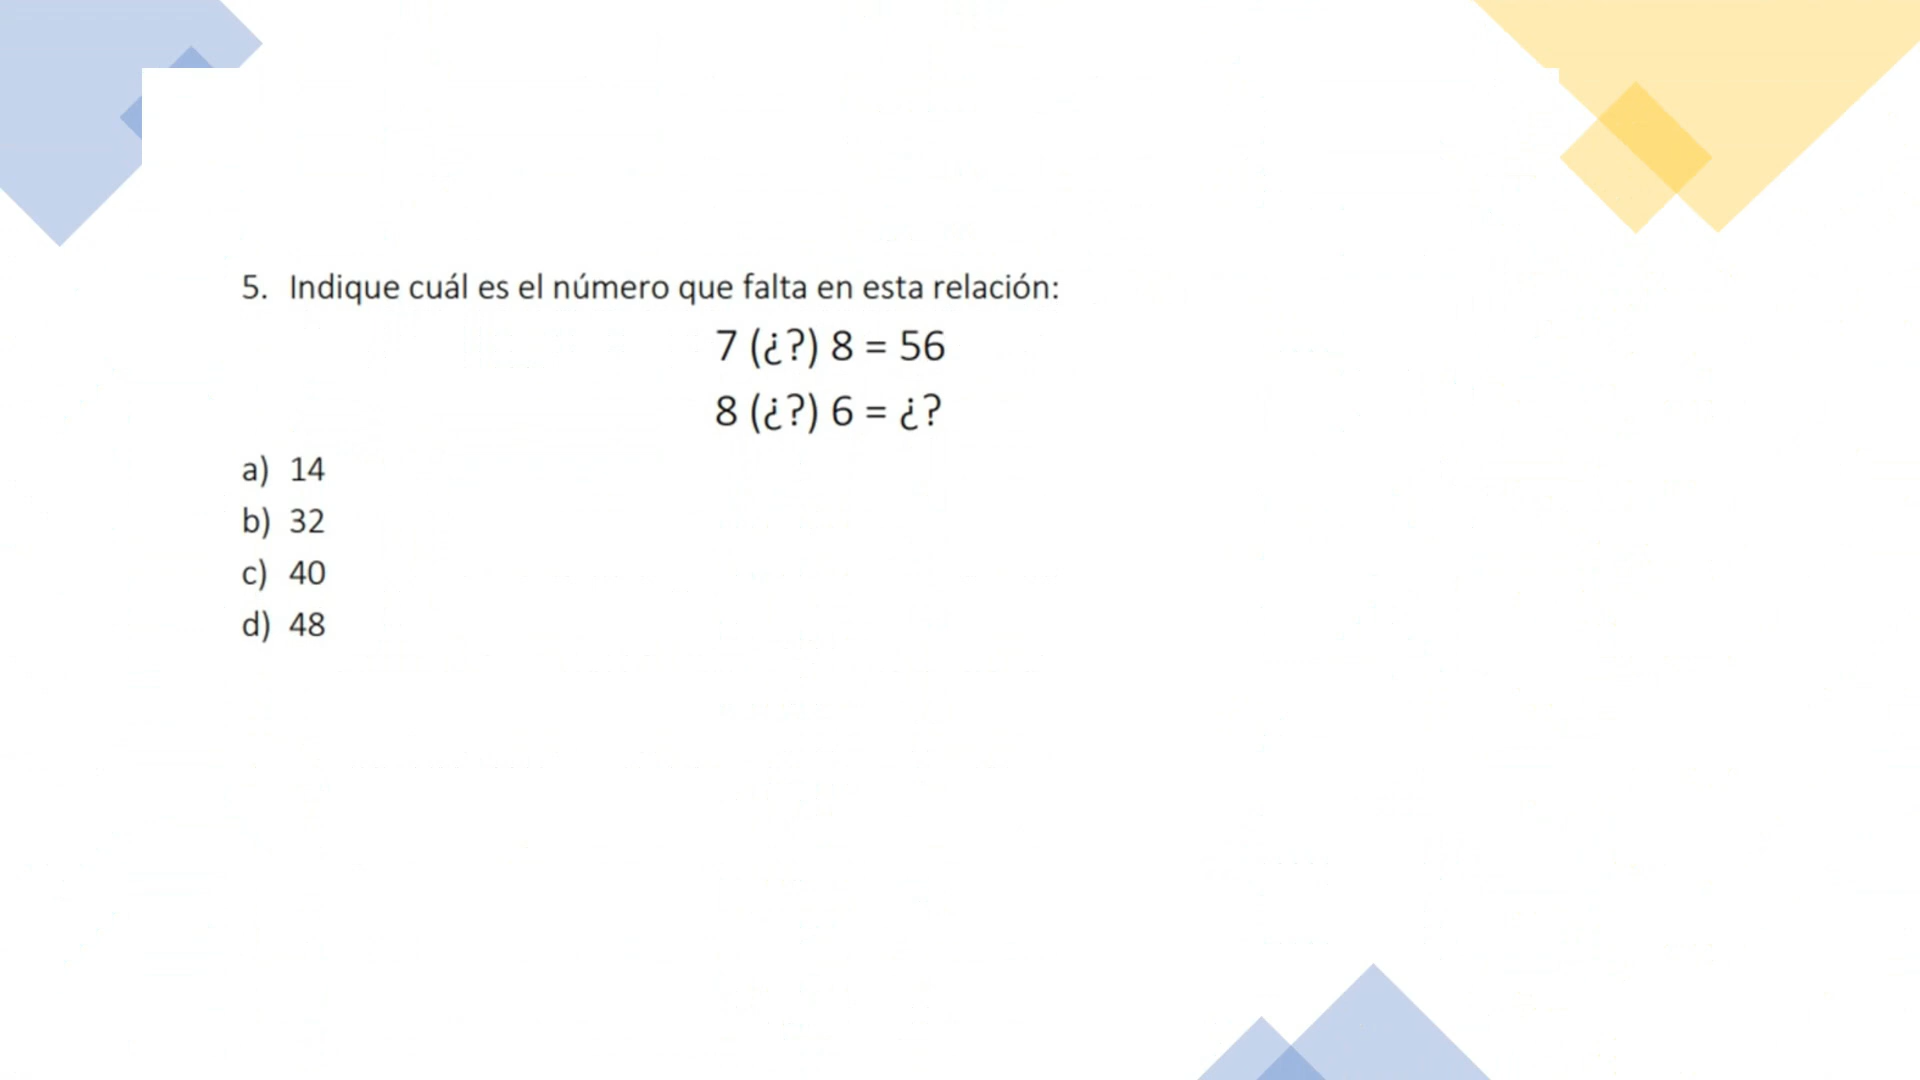 5. Indique cuál es el número que falta en esta relación:
7 (¿?) 8 = 56
8 (¿?) 6 = ¿?
a) 14
b) 32
c) 40
d) 48